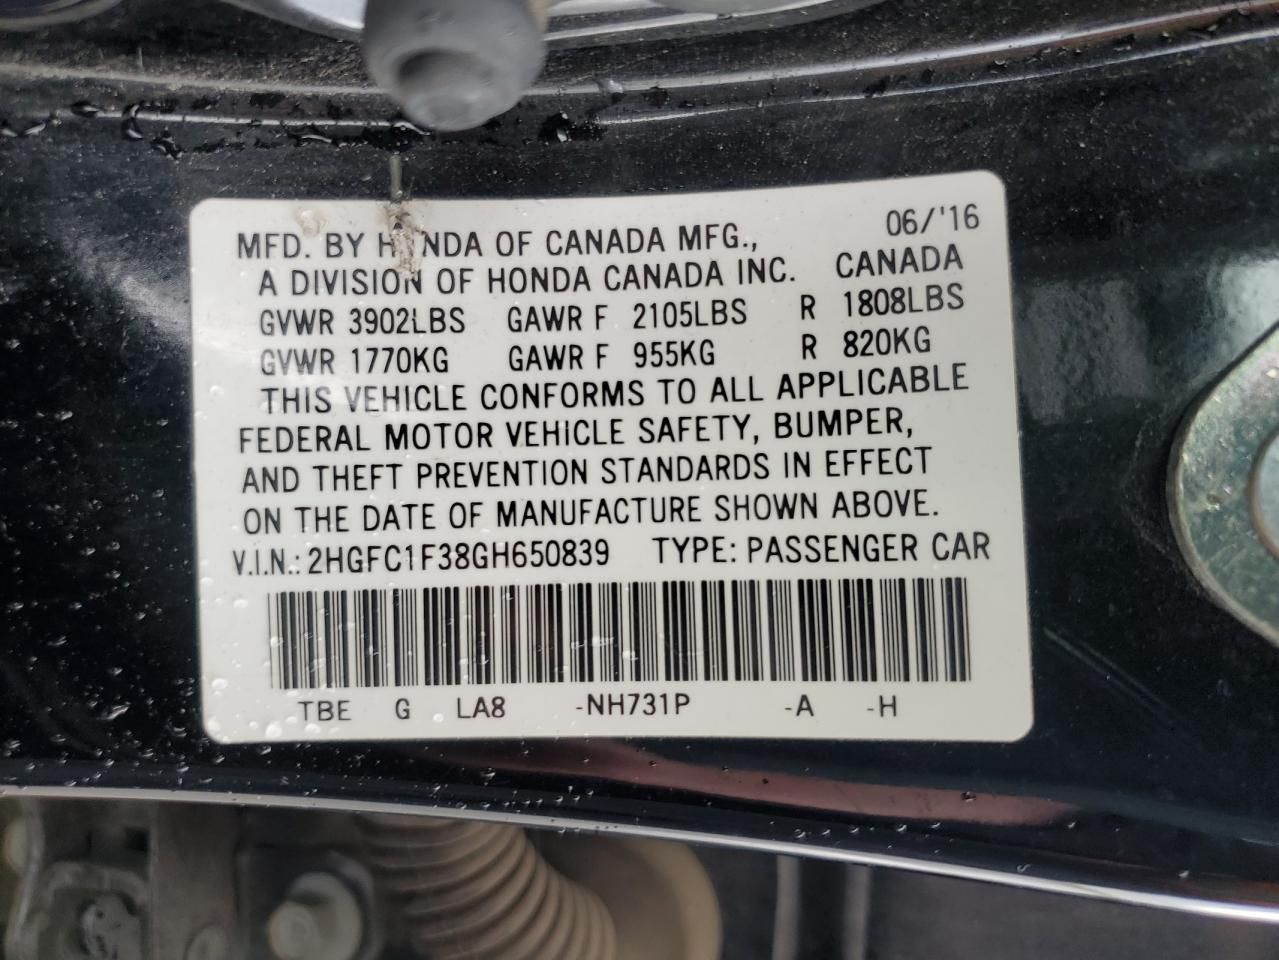 06/'16
MFD. BY HONDA OF CANADA MFG.,
A DIVISION OF HONDA CANADA INC. CANADA
GVWR 3902LBS GAWR F 2105LBS R 1808LBS
GVWR 1770KG GAWR F 955KG R 820KG
THIS VEHICLE CONFORMS TO ALL APPLICABLE
FEDERAL MOTOR VEHICLE SAFETY, BUMPER,
AND THEFT PREVENTION STANDARDS IN EFFECT
ON THE DATE OF MANUFACTURE SHOWN ABOVE.
V.I.N.: 2HGFC1F38GH650839 TYPE: PASSENGER CAR
TBE G LA8 -NH731P -A -H